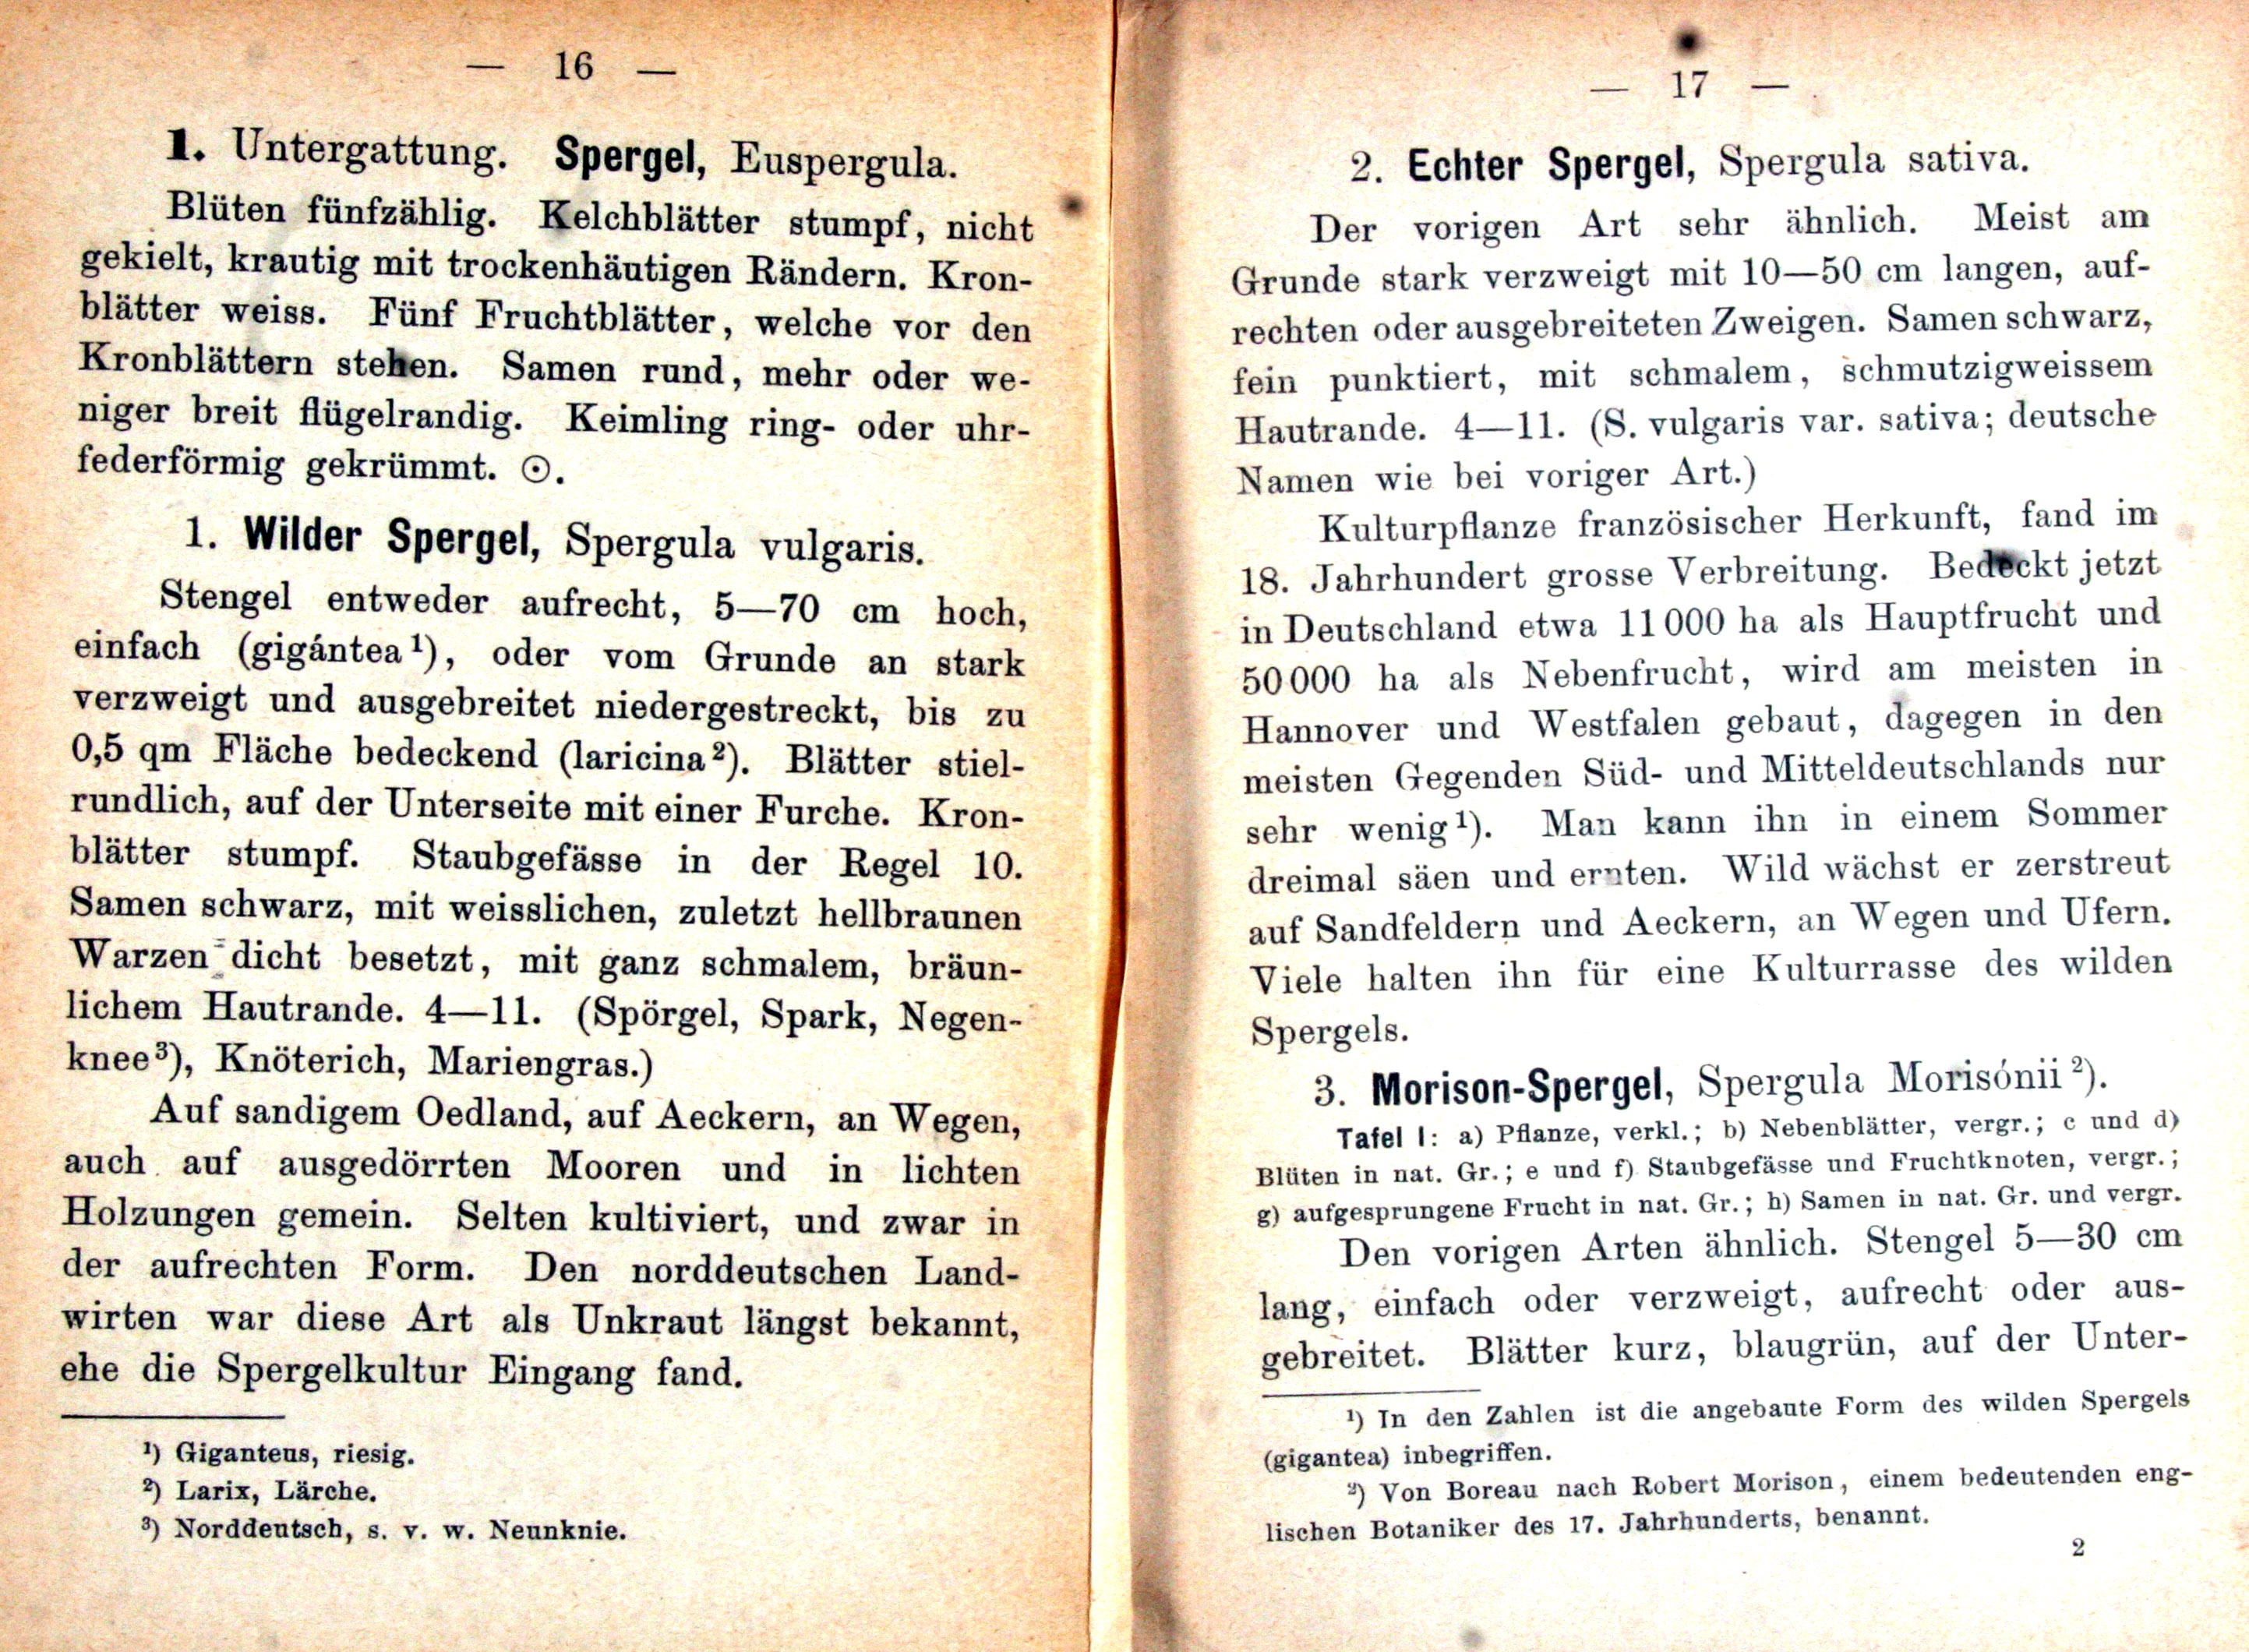 — 16 —
1. Untergattung. Spergel, Euspergula.
Blüten fünfzählig. Kelchblätter stumpf, nicht
gekielt, krautig mit trockenhäutigen Rändern. Kron-
blätter weiss. Fünf Fruchtblätter, welche vor den
Kronblättern stehen. Samen rund, mehr oder we-
niger breit flügelrandig. Keimling ring- oder uhr-
federförmig gekrümmt. ⊙.
1. Wilder Spergel, Spergula vulgaris.
Stengel entweder aufrecht, 5—70 cm hoch,
einfach (gigántea¹), oder vom Grunde an stark
verzweigt und ausgebreitet niedergestreckt, bis zu
0,5 qm Fläche bedeckend (laricina²). Blätter stiel-
rundlich, auf der Unterseite mit einer Furche. Kron-
blätter stumpf. Staubgefässe in der Regel 10.
Samen schwarz, mit weisslichen, zuletzt hellbraunen
Warzen dicht besetzt, mit ganz schmalem, bräun-
lichem Hautrande. 4—11. (Spörgel, Spark, Negen-
knee³), Knöterich, Mariengras.)
Auf sandigem Oedland, auf Aeckern, an Wegen,
auch auf ausgedörrten Mooren und in lichten
Holzungen gemein. Selten kultiviert, und zwar in
der aufrechten Form. Den norddeutschen Land-
wirten war diese Art als Unkraut längst bekannt,
ehe die Spergelkultur Eingang fand.
¹) Giganteus, riesig.
²) Larix, Lärche.
³) Norddeutsch, s. v. w. Neunknie.
— 17 —
2. Echter Spergel, Spergula sativa.
Der vorigen Art sehr ähnlich. Meist am
Grunde stark verzweigt mit 10—50 cm langen, auf-
rechten oder ausgebreiteten Zweigen. Samen schwarz,
fein punktiert, mit schmalem, schmutzigweissem
Hautrande. 4—11. (S. vulgaris var. sativa; deutsche
Namen wie bei voriger Art.)
Kulturpflanze französischer Herkunft, fand im
18. Jahrhundert grosse Verbreitung. Bedeckt jetzt
in Deutschland etwa 11 000 ha als Hauptfrucht und
50 000 ha als Nebenfrucht, wird am meisten in
Hannover und Westfalen gebaut, dagegen in den
meisten Gegenden Süd- und Mitteldeutschlands nur
sehr wenig¹). Man kann ihn in einem Sommer
dreimal säen und ernten. Wild wächst er zerstreut
auf Sandfeldern und Aeckern, an Wegen und Ufern.
Viele halten ihn für eine Kulturrasse des wilden
Spergels.
3. Morison-Spergel, Spergula Morisónii²).
Tafel I: a) Pflanze, verkl.; b) Nebenblätter, vergr.; c und d)
Blüten in nat. Gr.; e und f) Staubgefässe und Fruchtknoten, vergr.;
g) aufgesprungene Frucht in nat. Gr.; h) Samen in nat. Gr. und vergr.
Den vorigen Arten ähnlich. Stengel 5—30 cm
lang, einfach oder verzweigt, aufrecht oder aus-
gebreitet. Blätter kurz, blaugrün, auf der Unter-
¹) In den Zahlen ist die angebaute Form des wilden Spergels
(gigantea) inbegriffen.
²) Von Boreau nach Robert Morison, einem bedeutenden eng-
lischen Botaniker des 17. Jahrhunderts, benannt.
2